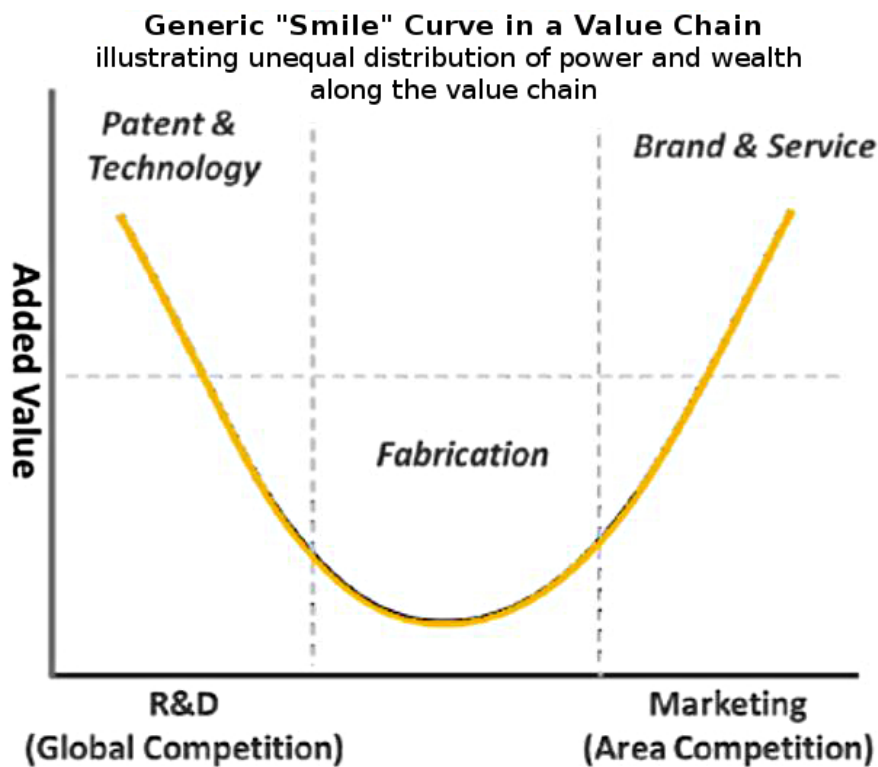 Generic "Smile" Curve in a Value Chain
illustrating unequal distribution of power and wealth
along the value chain
Patent &
Technology
Brand & Service
Added Value
Fabrication
R&D
(Global Competition)
Marketing
(Area Competition)